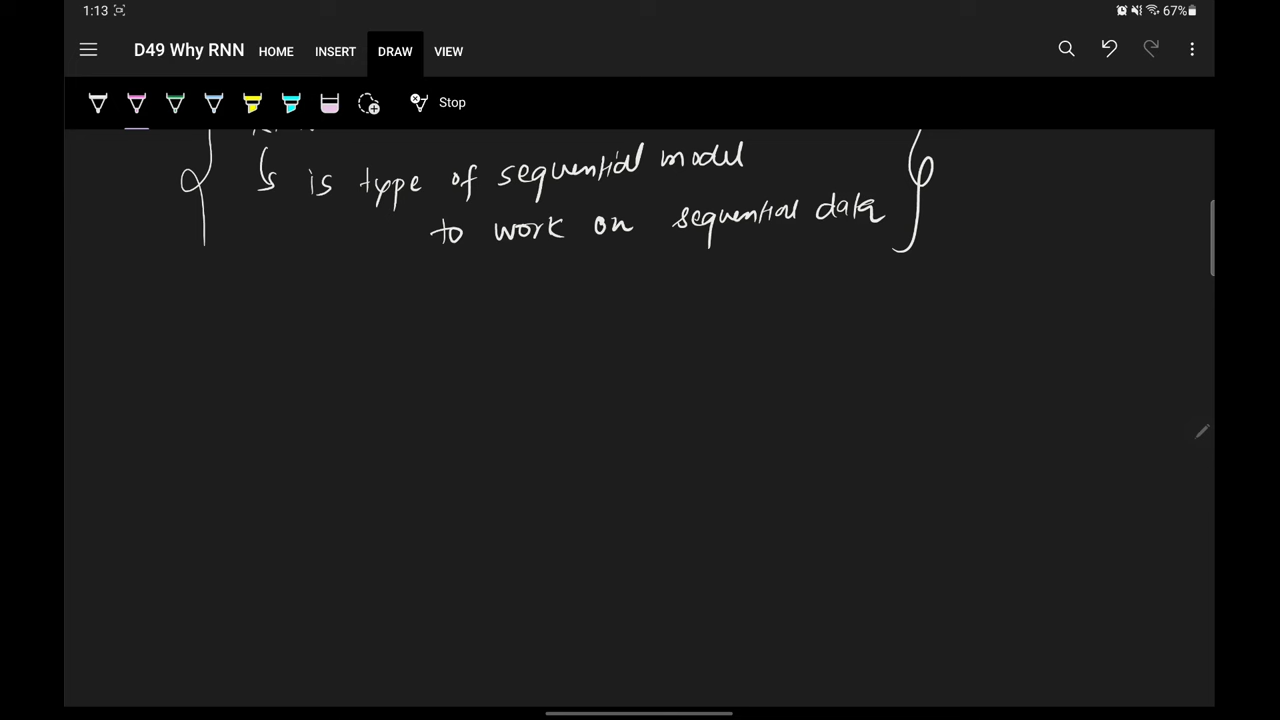 1:13 67%
D49 Why RNN HOME INSERT DRAW VIEW
Stop
is type of sequential model
to work on sequential data